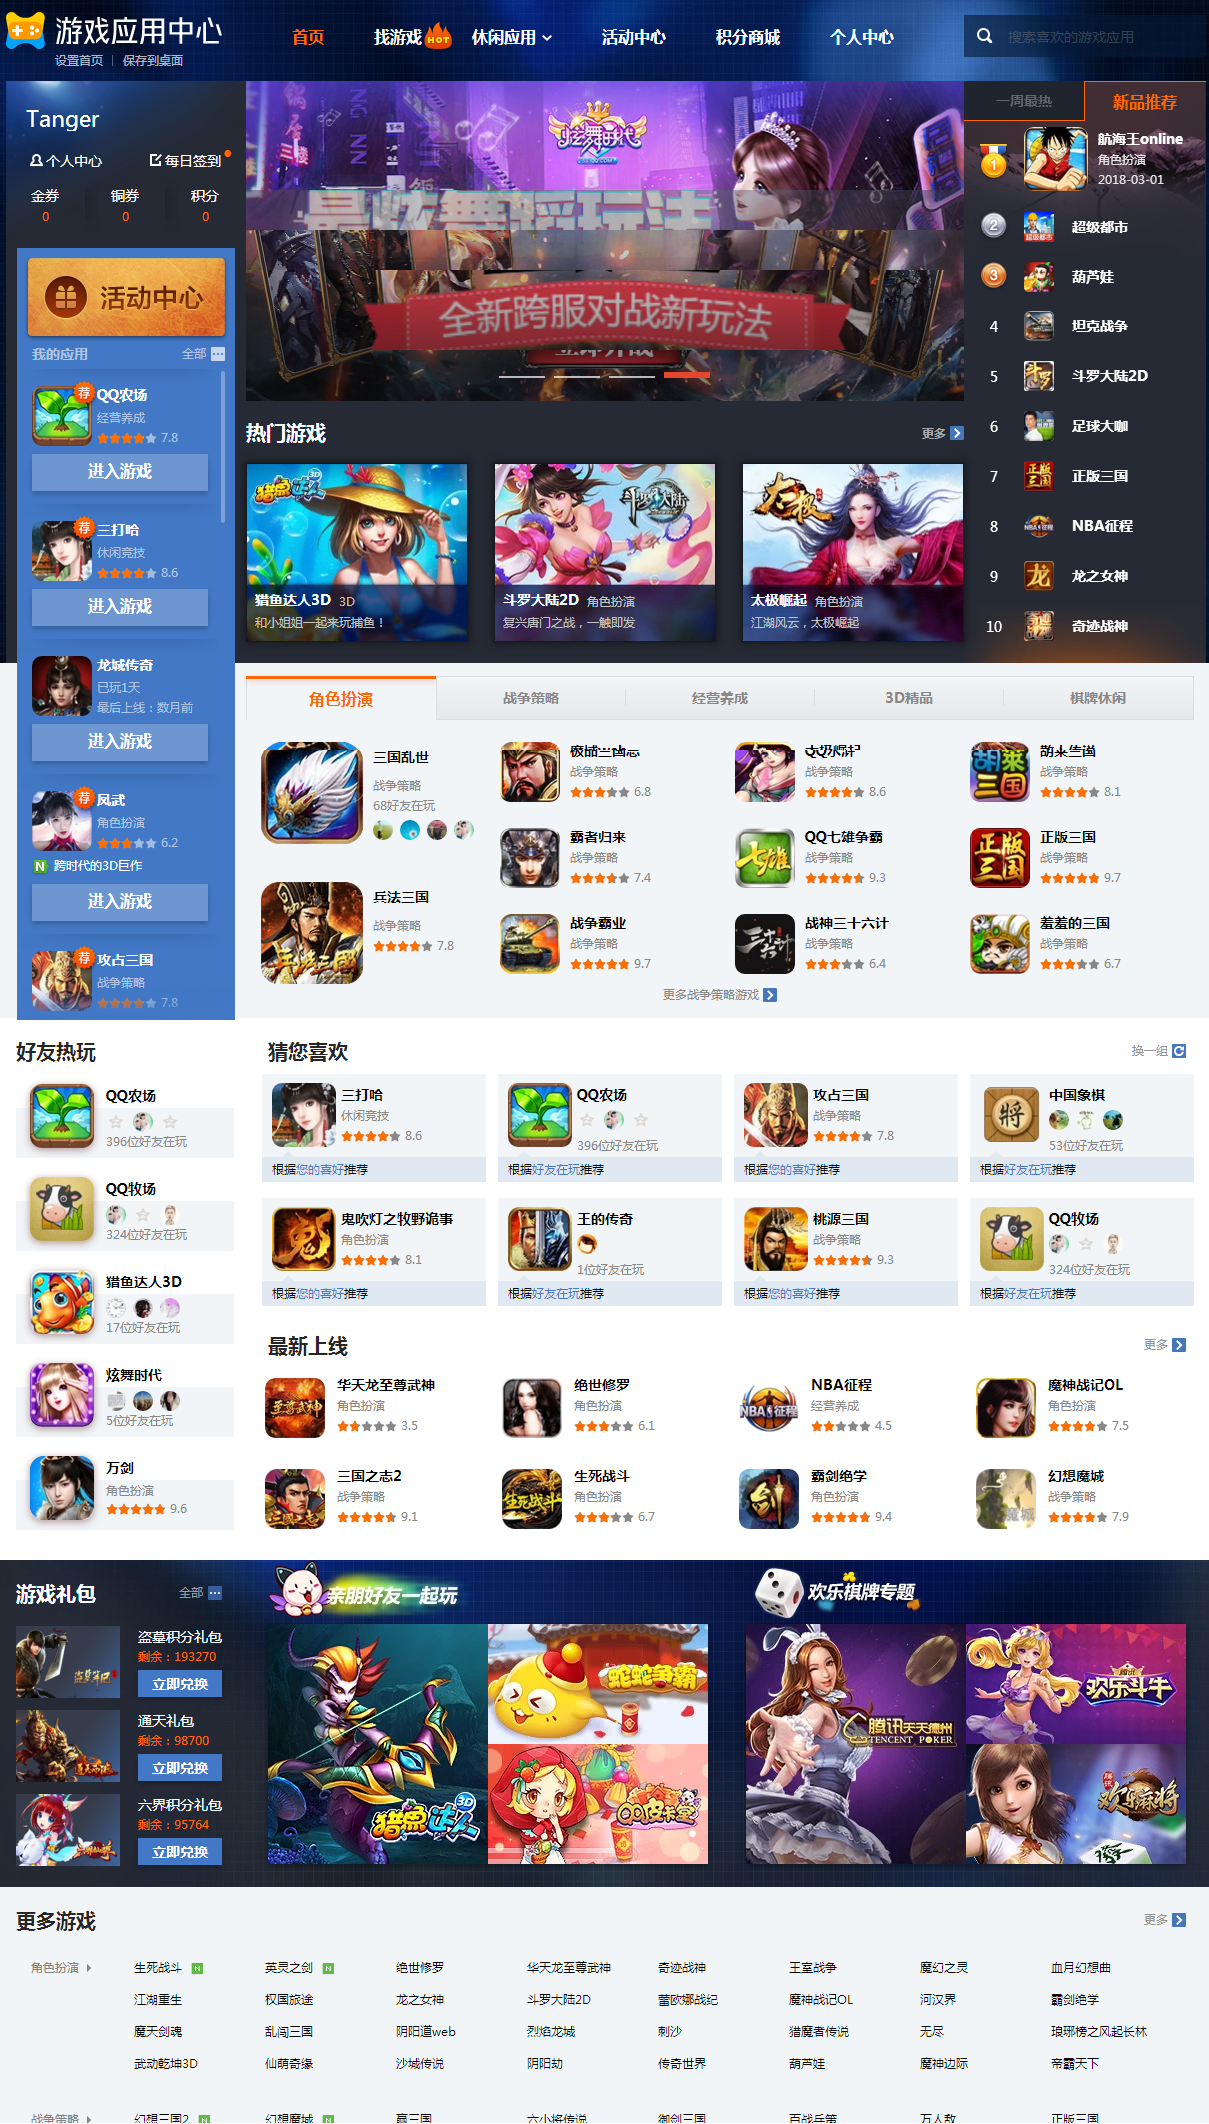 游戏应用中心
设置首页 | 保存到桌面
首页 找游戏 HOT 休闲应用 活动中心 积分商城 个人中心
搜索喜欢的游戏应用
Tanger
个人中心 每日签到
金券 铜券 积分
0 0 0
活动中心
我的应用 全部
荐 QQ农场
经营养成
7.8
进入游戏
荐 三打哈
休闲竞技
8.6
进入游戏
龙城传奇
已玩1天
最后上线：数月前
进入游戏
荐 凤武
角色扮演
6.2
N 跨时代的3D巨作
进入游戏
荐 攻占三国
战争策略
7.8
炫舞时代
全新跨服对战新玩法
一周最热 新品推荐
1 航海王online
角色扮演
2018-03-01
2 超级都市
3 葫芦娃
4 坦克战争
5 斗罗大陆2D
6 足球大咖
7 正版三国
8 NBA征程
9 龙之女神
10 奇迹战神
热门游戏 更多
猎鱼达人3D 3D
和小姐姐一起来玩捕鱼！
斗罗大陆2D 角色扮演
复兴唐门之战，一触即发
太极崛起 角色扮演
江湖风云，太极崛起
角色扮演 战争策略 经营养成 3D精品 棋牌休闲
三国乱世
战争策略
68好友在玩
兵法三国
战争策略
7.8
战争策略
6.8
霸者归来
战争策略
7.4
战争霸业
战争策略
9.7
战争策略
8.6
QQ七雄争霸
战争策略
9.3
战神三十六计
战争策略
6.4
胡莱三国
战争策略
8.1
正版三国
战争策略
9.7
羞羞的三国
战争策略
6.7
更多战争策略游戏
好友热玩
QQ农场
396位好友在玩
QQ牧场
324位好友在玩
猎鱼达人3D
17位好友在玩
炫舞时代
5位好友在玩
万剑
角色扮演
9.6
猜您喜欢 换一组
三打哈
休闲竞技
8.6
根据您的喜好推荐
QQ农场
396位好友在玩
根据好友在玩推荐
攻占三国
战争策略
7.8
根据您的喜好推荐
中国象棋
53位好友在玩
根据好友在玩推荐
鬼吹灯之牧野诡事
角色扮演
8.1
根据您的喜好推荐
王的传奇
1位好友在玩
根据好友在玩推荐
桃源三国
战争策略
9.3
根据您的喜好推荐
QQ牧场
324位好友在玩
根据好友在玩推荐
最新上线 更多
华天龙至尊武神
角色扮演
3.5
绝世修罗
角色扮演
6.1
NBA征程
经营养成
4.5
魔神战记OL
角色扮演
7.5
三国之志2
战争策略
9.1
生死战斗
角色扮演
6.7
霸剑绝学
角色扮演
9.4
幻想魔城
战争策略
7.9
游戏礼包 全部
盗墓积分礼包
剩余：193270
立即兑换
通天礼包
剩余：98700
立即兑换
六界积分礼包
剩余：95764
立即兑换
亲朋好友一起玩
猎鱼达人3D
蛇蛇争霸
QQ皮卡堂
欢乐棋牌专题
腾讯天天德州
TENCENT POKER
腾讯
欢乐斗牛
腾讯
欢乐麻将
更多游戏 更多
角色扮演 生死战斗 N 英灵之剑 N 绝世修罗 华天龙至尊武神 奇迹战神 王室战争 魔幻之灵 血月幻想曲
江湖重生 权国旅途 龙之女神 斗罗大陆2D 蕾欧娜战纪 魔神战记OL 河汉界 霸剑绝学
魔天剑魂 乱闯三国 阴阳道web 烈焰龙城 刺沙 猎魔者传说 无尽 琅琊榜之风起长林
武动乾坤3D 仙萌奇缘 沙城传说 阴阳劫 传奇世界 葫芦娃 魔神边际 帝霸天下
战争策略 幻想三国2 N 幻想魔城 N 赢三国 六小将传说 御剑三国 百战兵策 万人敌 正版三国